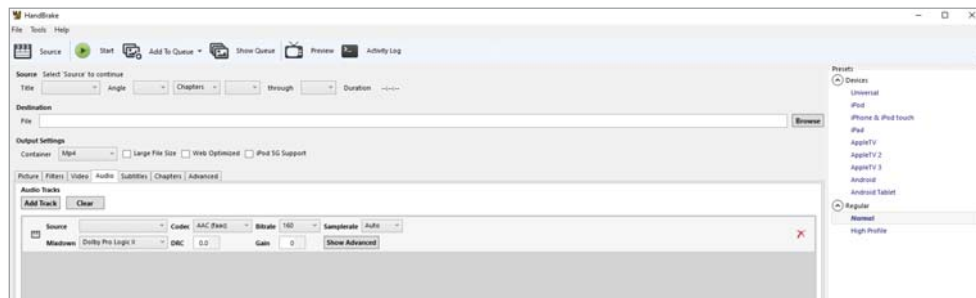 HandBrake
File Tools Help
Source Start Add To Queue Show Queue Preview Activity Log
Source Select 'Source' to continue
Title Angle Chapters through Duration --:--:--
Destination
File Browse
Output Settings
Container Mp4 Large File Size Web Optimized iPod 5G Support
Picture Filters Video Audio Subtitles Chapters Advanced
Audio Tracks
Add Track Clear
Source Codec AAC (faac) Bitrate 160 Samplerate Auto
Mixdown Dolby Pro Logic II DRC 0.0 Gain 0 Show Advanced
Presets
Devices
Universal
iPod
iPhone & iPod touch
iPad
AppleTV
AppleTV 2
AppleTV 3
Android
Android Tablet
Regular
Normal
High Profile